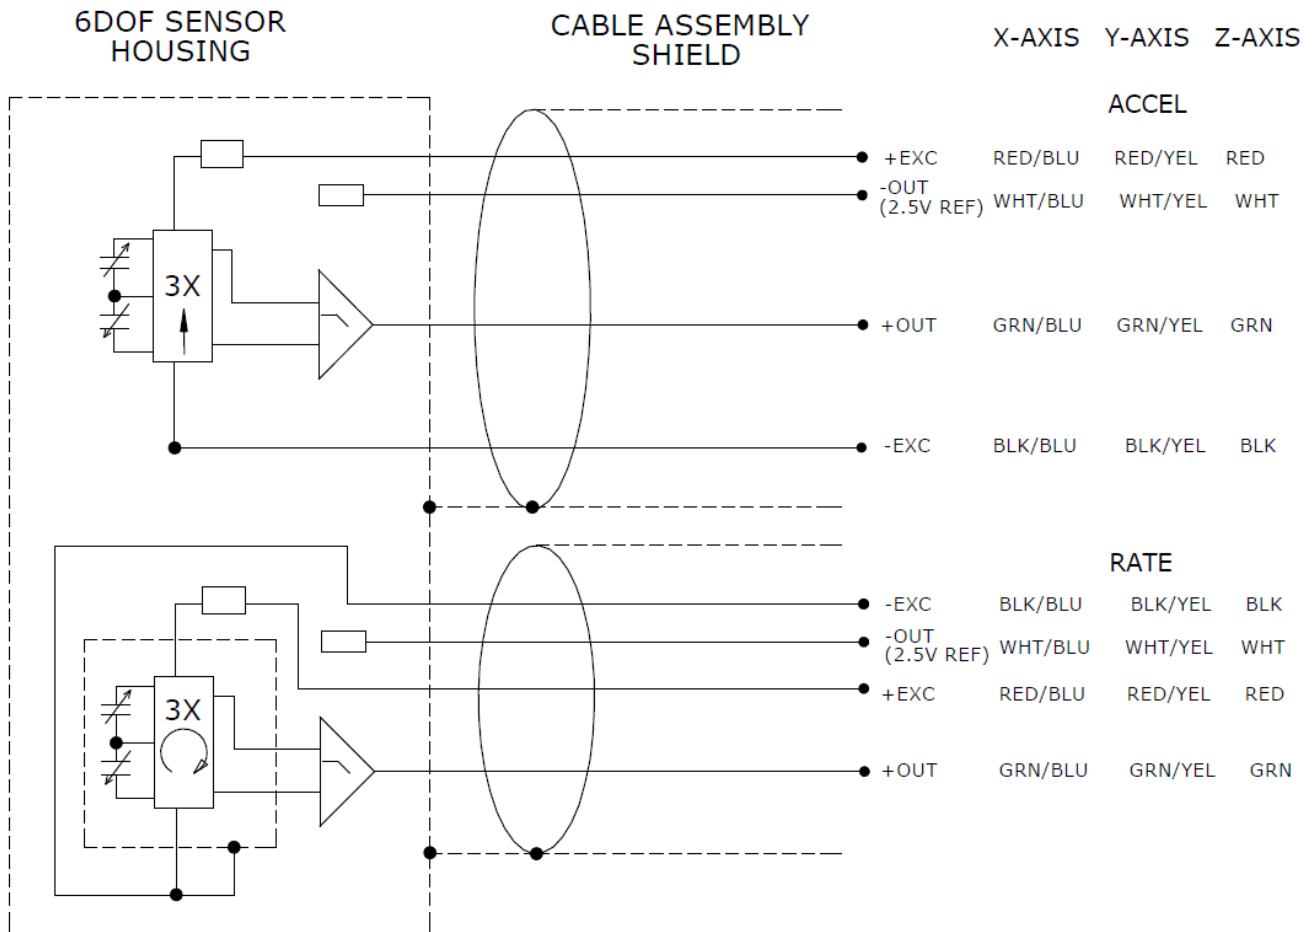 6DOF SENSOR
HOUSING
CABLE ASSEMBLY
SHIELD
X-AXIS Y-AXIS Z-AXIS
ACCEL
+EXC RED/BLU RED/YEL RED
-OUT
(2.5V REF) WHT/BLU WHT/YEL WHT
3X
+OUT GRN/BLU GRN/YEL GRN
-EXC BLK/BLU BLK/YEL BLK
RATE
-EXC BLK/BLU BLK/YEL BLK
-OUT
(2.5V REF) WHT/BLU WHT/YEL WHT
+EXC RED/BLU RED/YEL RED
3X
+OUT GRN/BLU GRN/YEL GRN